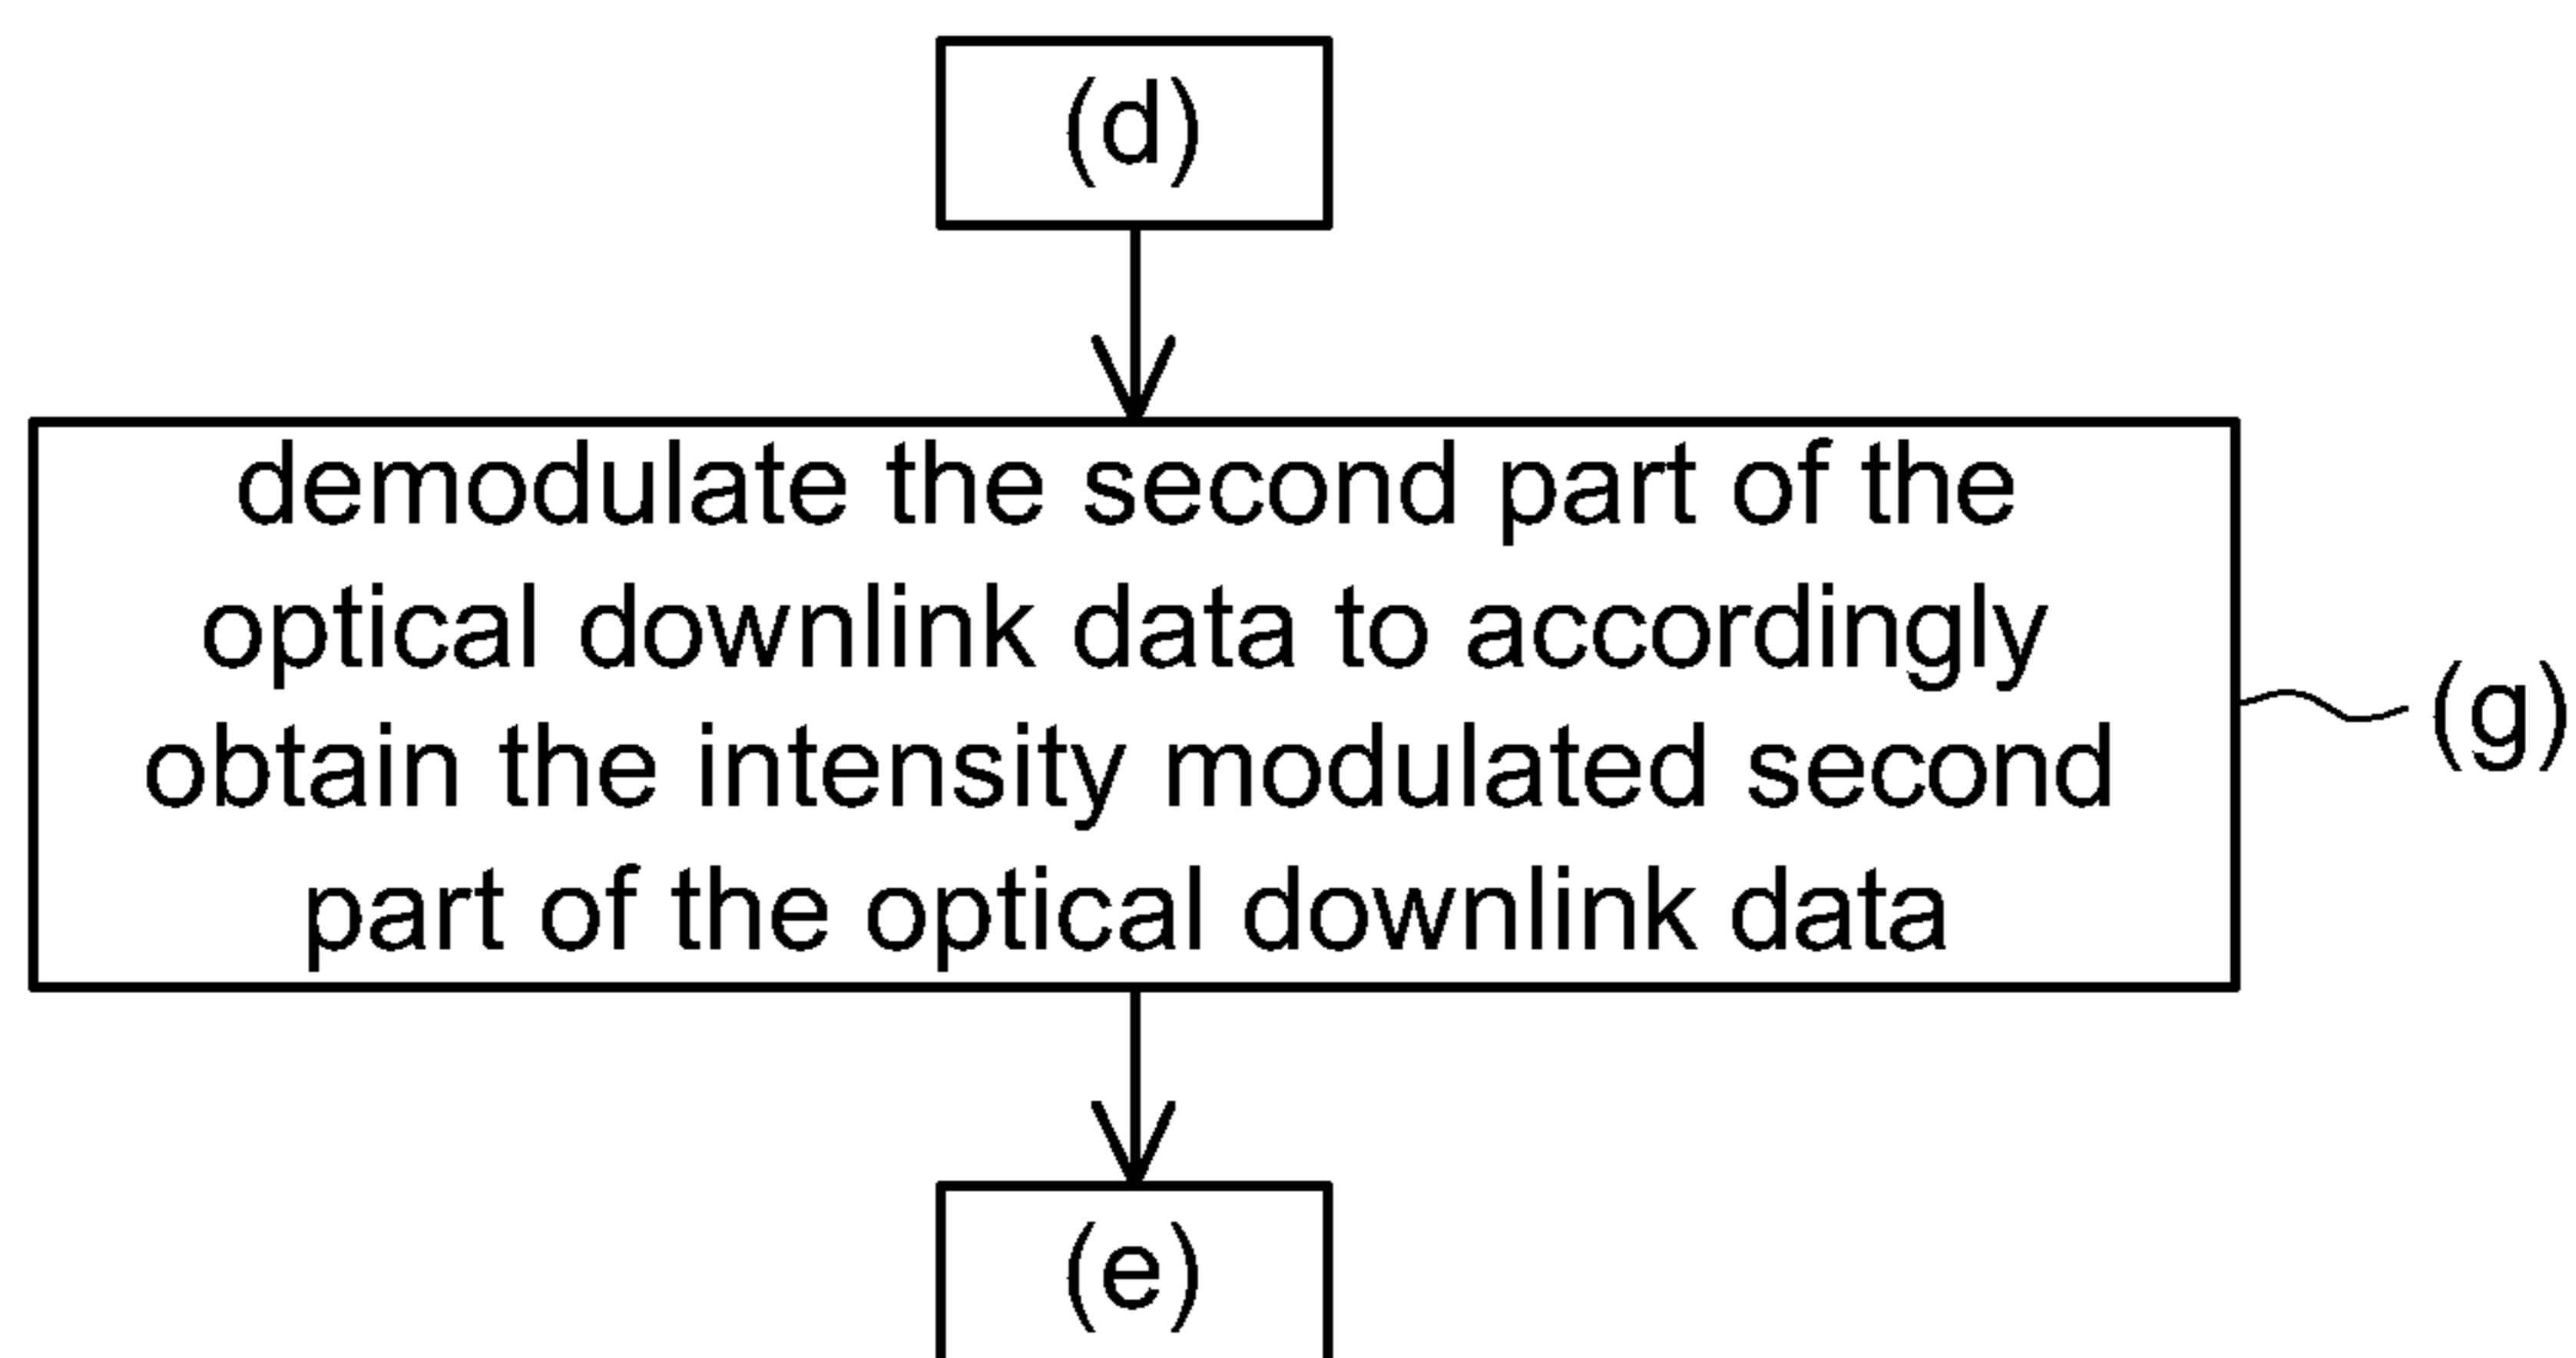 (d)
demodulate the second part of the
optical downlink data to accordingly
obtain the intensity modulated second
part of the optical downlink data
(g)
(e)